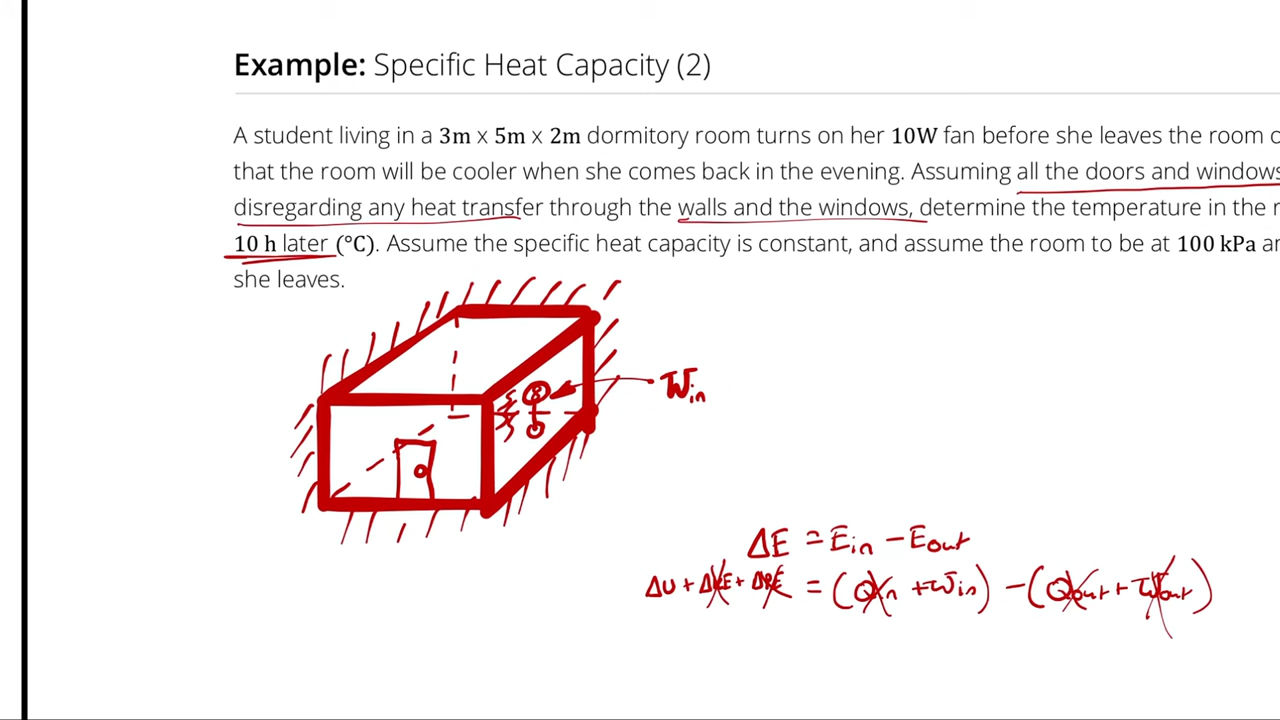 Example: Specific Heat Capacity (2)
A student living in a 3m x 5m x 2m dormitory room turns on her 10W fan before she leaves the room o
that the room will be cooler when she comes back in the evening. Assuming all the doors and windows
disregarding any heat transfer through the walls and the windows, determine the temperature in the r
10 h later (°C). Assume the specific heat capacity is constant, and assume the room to be at 100 kPa an
she leaves.
Win
ΔE = Ein - Eout
ΔU + ΔKE + ΔPE = (Qin + Win) - (Qout + Wout)